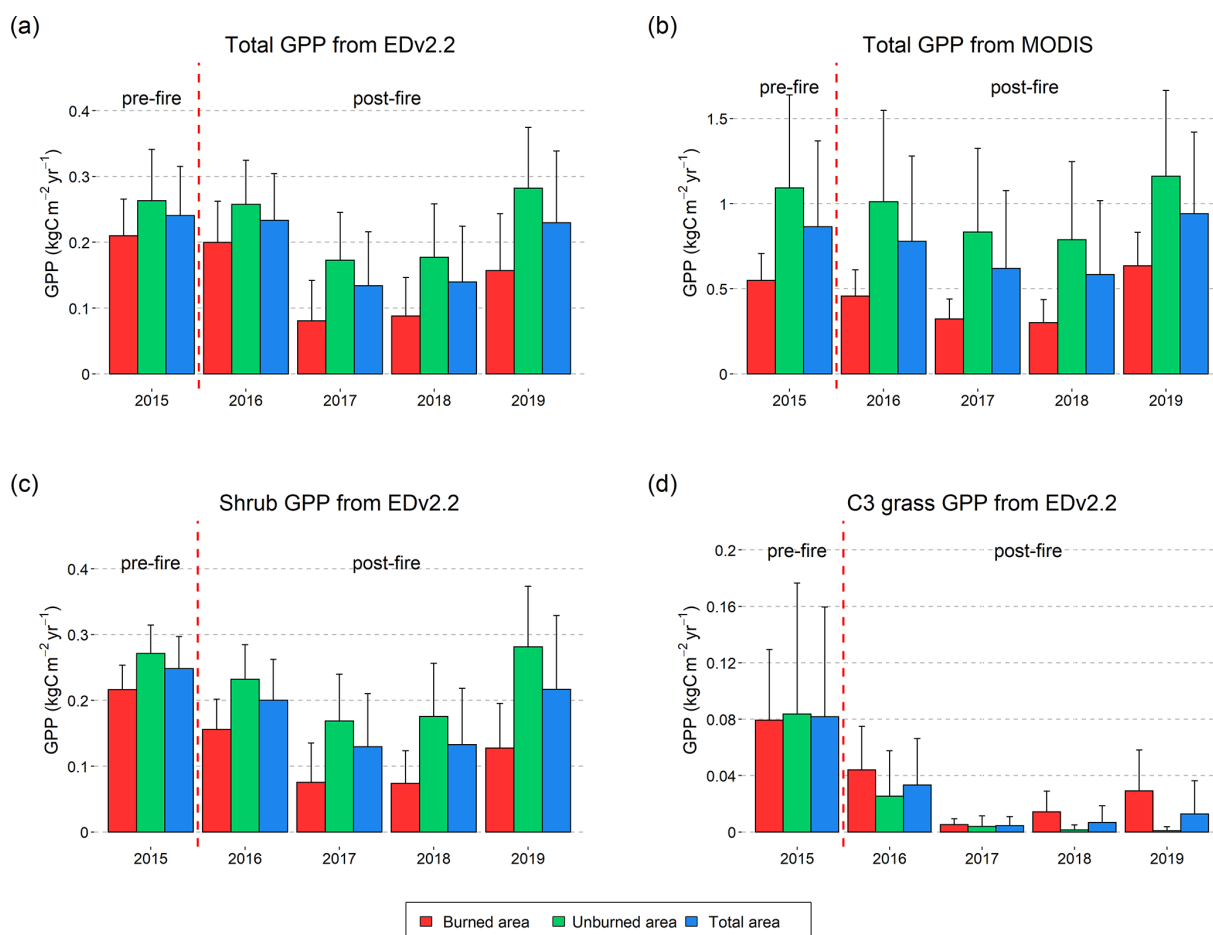 (a)
Total GPP from EDv2.2
pre-fire
post-fire
GPP (kgC m⁻² yr⁻¹)
0.4
0.3
0.2
0.1
0
2015 2016 2017 2018 2019
(b)
Total GPP from MODIS
pre-fire
post-fire
GPP (kgC m⁻² yr⁻¹)
1.5
1
0.5
0
2015 2016 2017 2018 2019
(c)
Shrub GPP from EDv2.2
pre-fire
post-fire
GPP (kgC m⁻² yr⁻¹)
0.4
0.3
0.2
0.1
0
2015 2016 2017 2018 2019
(d)
C3 grass GPP from EDv2.2
pre-fire
post-fire
GPP (kgC m⁻² yr⁻¹)
0.2
0.16
0.12
0.08
0.04
0
2015 2016 2017 2018 2019
Burned area Unburned area Total area